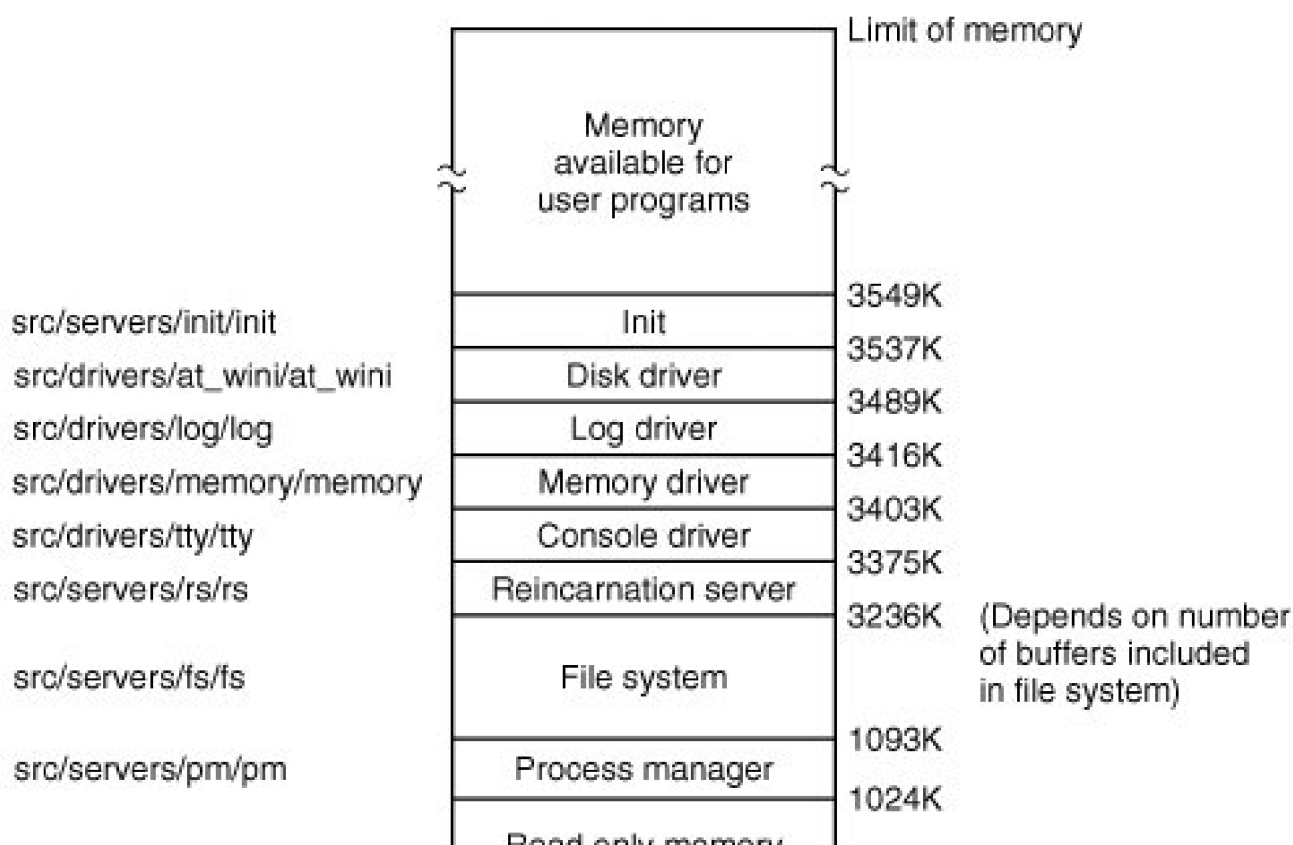 Limit of memory
Memory
available for
user programs
3549K
src/servers/init/init
Init
3537K
src/drivers/at_wini/at_wini
Disk driver
3489K
src/drivers/log/log
Log driver
3416K
src/drivers/memory/memory
Memory driver
3403K
src/drivers/tty/tty
Console driver
3375K
src/servers/rs/rs
Reincarnation server
3236K
(Depends on number
of buffers included
in file system)
src/servers/fs/fs
File system
1093K
src/servers/pm/pm
Process manager
1024K
Read only memory